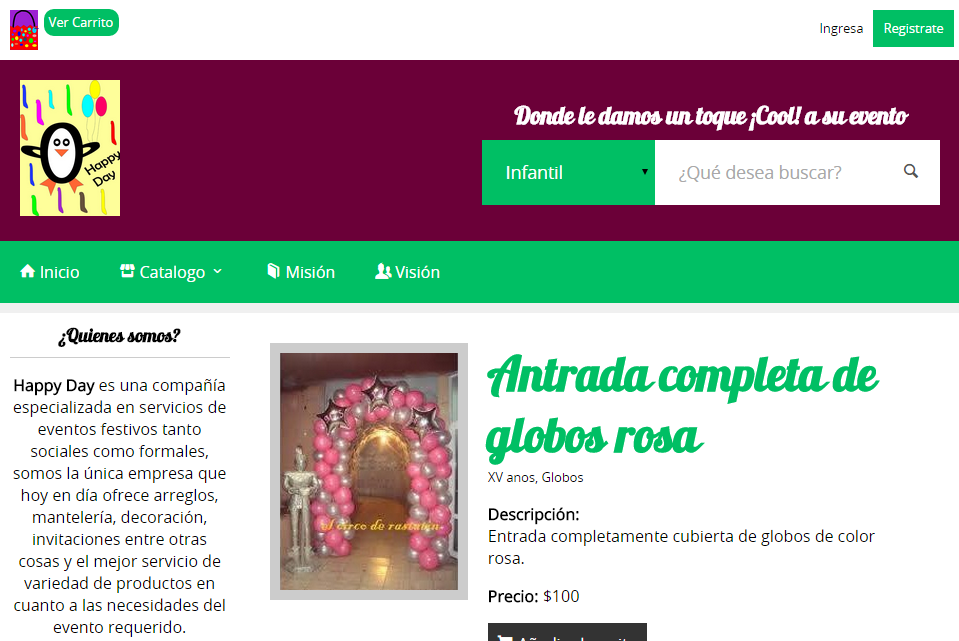 Ver Carrito
Ingresa
Registrate
Happy
Day
Donde le damos un toque ¡Cool! a su evento
Infantil
¿Qué desea buscar?
Inicio
Catalogo
Misión
Visión
¿Quienes somos?
Happy Day es una compañía
especializada en servicios de
eventos festivos tanto
sociales como formales,
somos la única empresa que
hoy en día ofrece arreglos,
mantelería, decoración,
invitaciones entre otras
cosas y el mejor servicio de
variedad de productos en
cuanto a las necesidades del
evento requerido.
el circo de rastatan
Antrada completa de
globos rosa
XV anos, Globos
Descripción:
Entrada completamente cubierta de globos de color
rosa.
Precio: $100